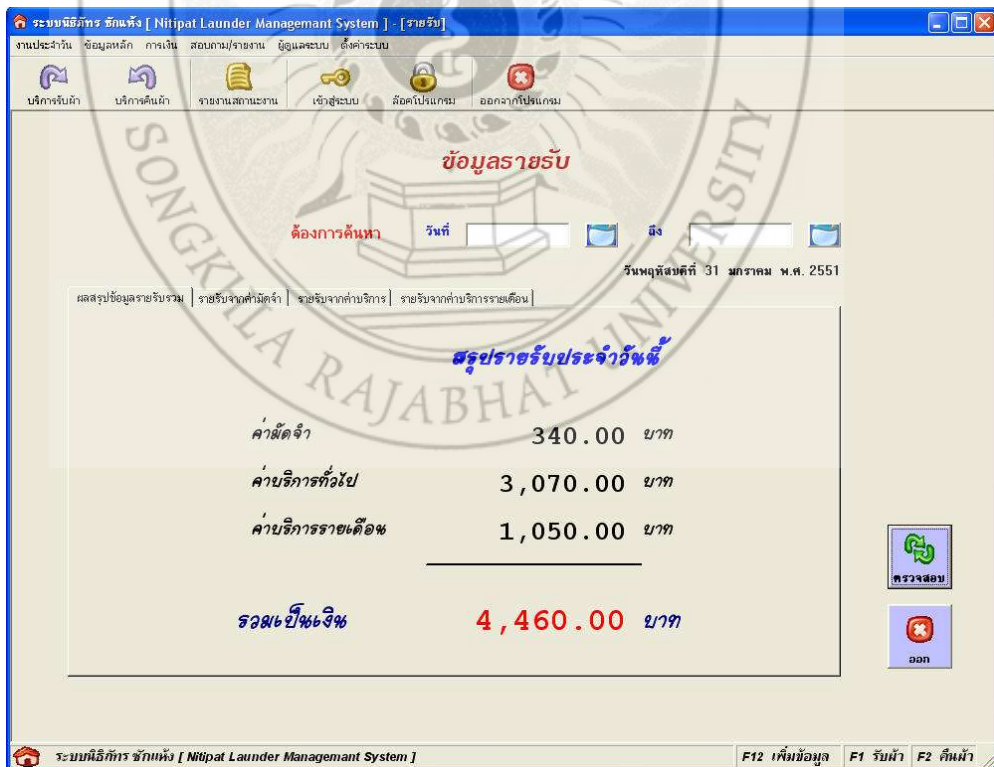 ระบบนิธิภัทร ซักแห้ง [ Nitipat Launder Managemant System ] - [รายรับ]
งานประจำวัน ข้อมูลหลัก การเงิน สอบถาม/รายงาน ผู้ดูแลระบบ ตั้งค่าระบบ
บริการรับผ้า บริการคืนผ้า รายงานสถานะงาน เข้าสู่ระบบ ล๊อคโปรแกรม ออกจากโปรแกรม
ข้อมูลรายรับ
ต้องการค้นหา วันที่ ถึง
วันพฤหัสบดีที่ 31 มกราคม พ.ศ. 2551
ผลสรุปข้อมูลรายรับรวม รายรับจากค่ามัดจำ รายรับจากค่าบริการ รายรับจากค่าบริการรายเดือน
สรุปรายรับประจำวันนี้
ค่ามัดจำ 340.00 บาท
ค่าบริการทั่วไป 3,070.00 บาท
ค่าบริการรายเดือน 1,050.00 บาท
ตรวจสอบ
รวมเป็นเงิน 4,460.00 บาท
ออก
SONGKHLA RAJABHAT UNIVERSITY
ระบบนิธิภัทร ซักแห้ง [ Nitipat Launder Managemant System ] F12 เพิ่มข้อมูล F1 รับผ้า F2 คืนผ้า